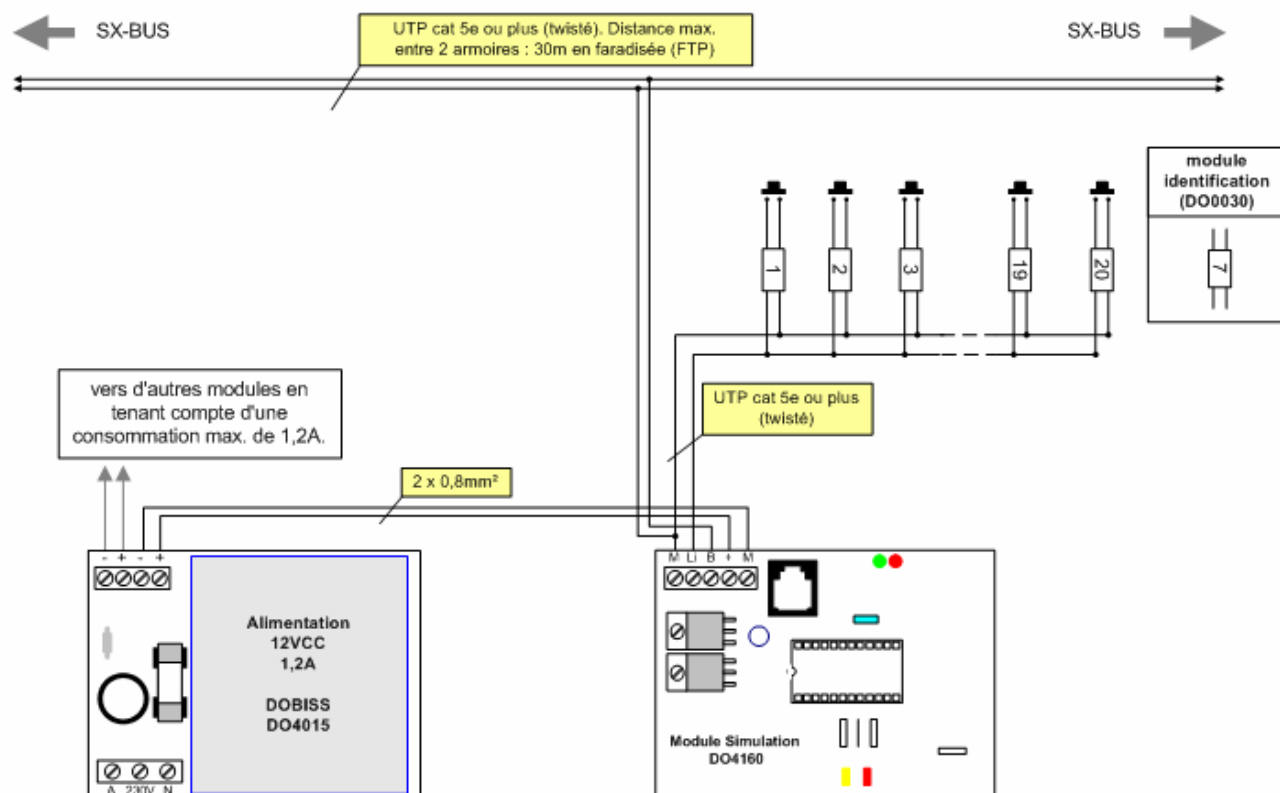 SX-BUS
UTP cat 5e ou plus (twisté). Distance max.
entre 2 armoires : 30m en faradisée (FTP)
SX-BUS
module
identification
(DO0030)
1
2
3
19
20
7
vers d'autres modules en
tenant compte d'une
consommation max. de 1,2A.
UTP cat 5e ou plus
(twisté)
2 x 0,8mm²
- + - +
M Li B + M
Alimentation
12VCC
1,2A
DOBISS
DO4015
Module Simulation
DO4160
A 230V N